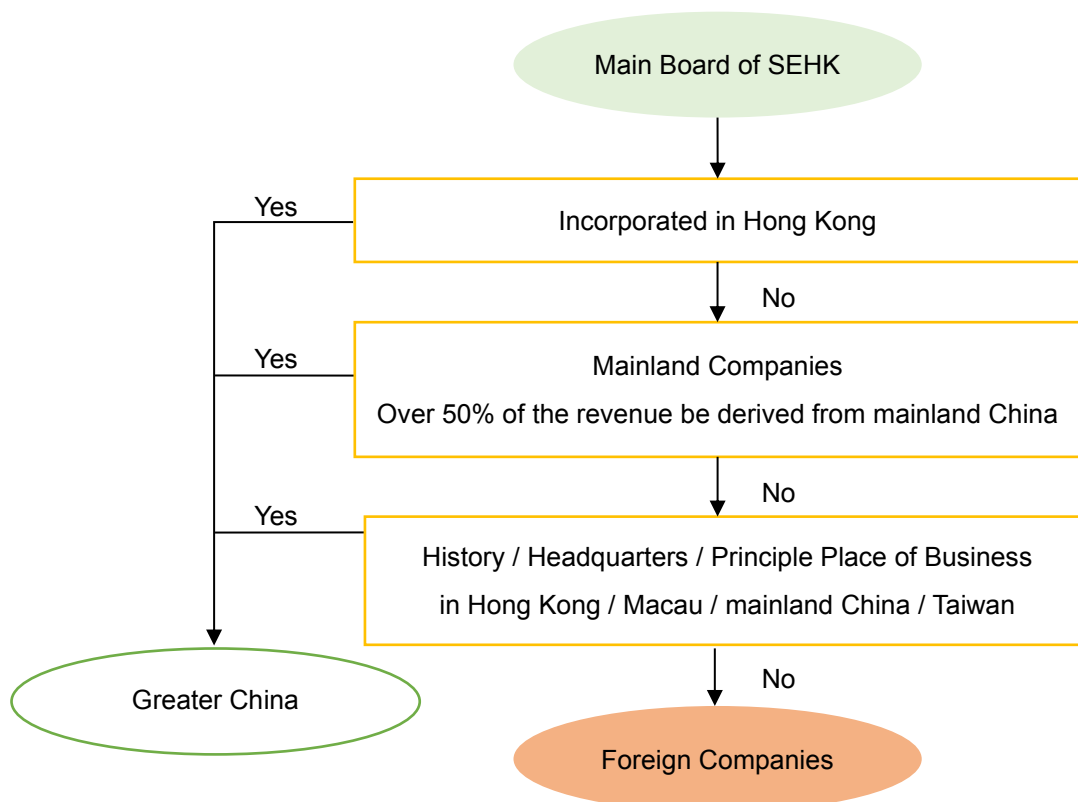 Main Board of SEHK
Yes
Incorporated in Hong Kong
No
Yes
Mainland Companies
Over 50% of the revenue be derived from mainland China
No
Yes
History / Headquarters / Principle Place of Business
in Hong Kong / Macau / mainland China / Taiwan
No
Greater China
Foreign Companies